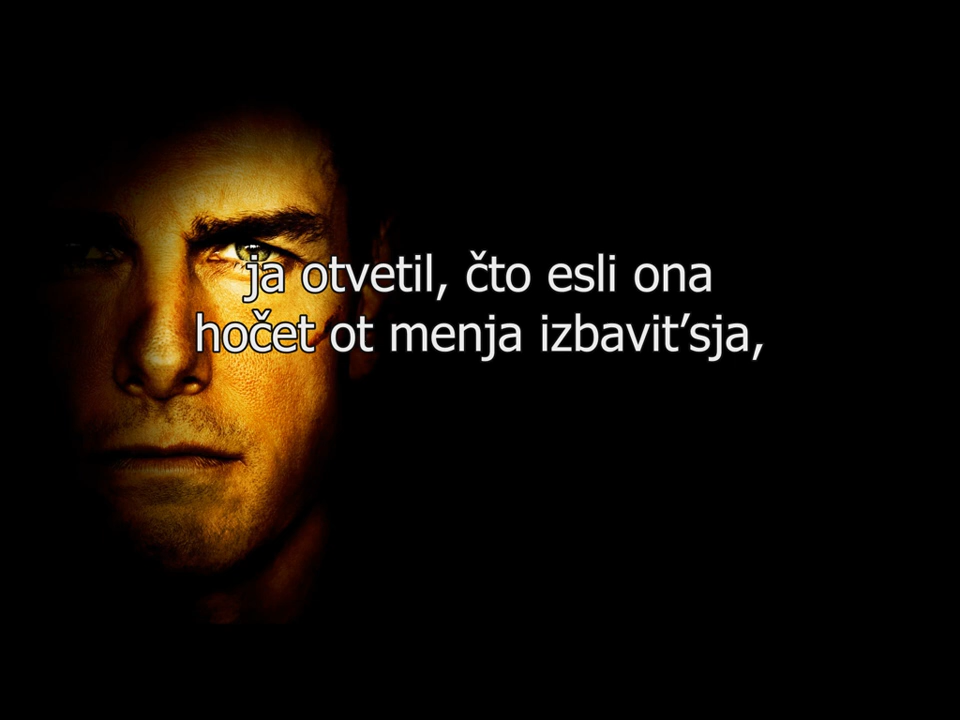 ja otvetil, čto esli ona
hočet ot menja izbavit’sja,